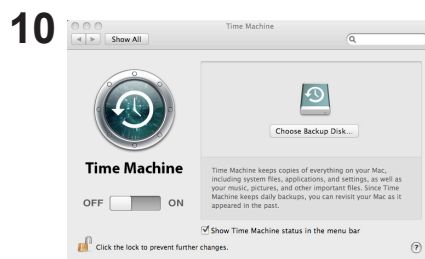 10
Time Machine
Show All
Choose Backup Disk...
Time Machine
OFF ON
Time Machine keeps copies of everything on your Mac,
including system files, applications, and settings, as well as
your music, pictures, and other important files. Since Time
Machine keeps daily backups, you can revisit your Mac as it
appeared in the past.
Show Time Machine status in the menu bar
Click the lock to prevent further changes.
?